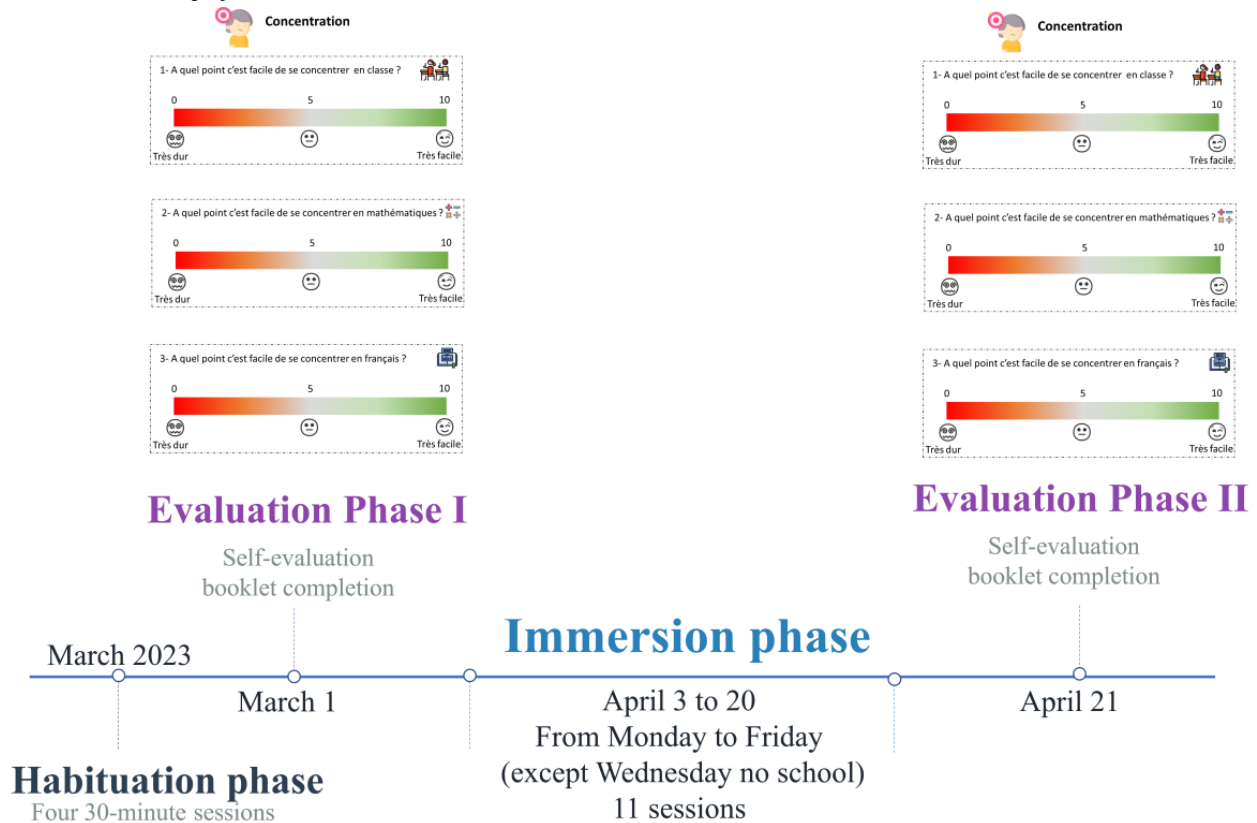 Concentration
1- A quel point c'est facile de se concentrer en classe ?
0 5 10
Très dur Très facile
2- A quel point c'est facile de se concentrer en mathématiques ?
0 5 10
Très dur Très facile
3- A quel point c'est facile de se concentrer en français ?
0 5 10
Très dur Très facile
Evaluation Phase I
Self-evaluation
booklet completion
Concentration
1- A quel point c'est facile de se concentrer en classe ?
0 5 10
Très dur Très facile
2- A quel point c'est facile de se concentrer en mathématiques ?
0 5 10
Très dur Très facile
3- A quel point c'est facile de se concentrer en français ?
0 5 10
Très dur Très facile
Evaluation Phase II
Self-evaluation
booklet completion
March 2023
Habituation phase
Four 30-minute sessions
March 1
Immersion phase
April 3 to 20
From Monday to Friday
(except Wednesday no school)
11 sessions
April 21